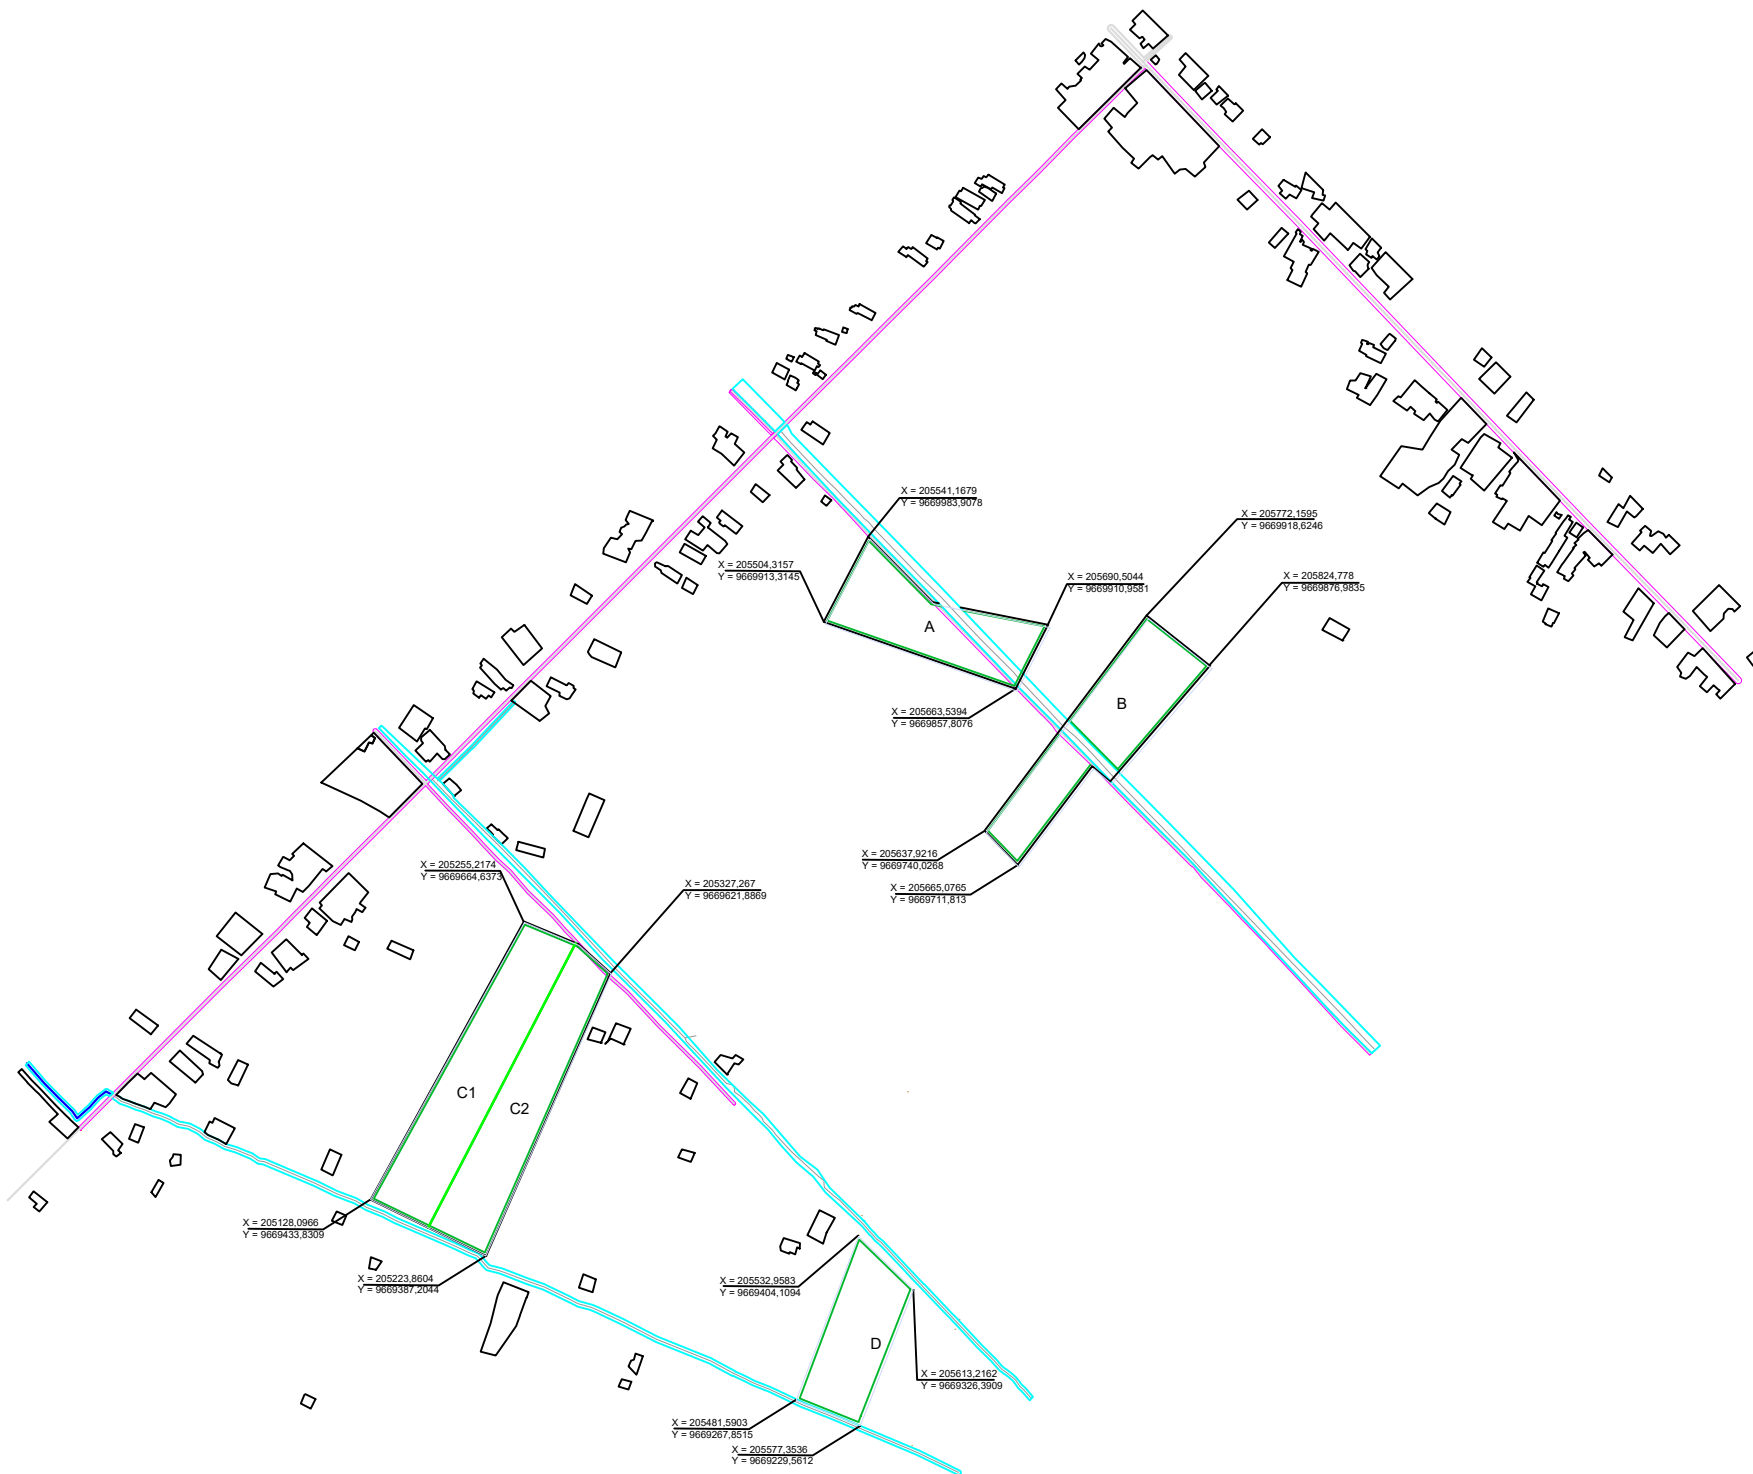 X = 205541,1679
Y = 9669983,9078
X = 205772,1595
Y = 9669918,6246
X = 205504,3157
Y = 9669913,3145
X = 205690,5044
Y = 9669910,9581
X = 205824,778
Y = 9669876,9835
A
B
X = 205663,5394
Y = 9669857,8076
X = 205637,9216
Y = 9669740,0268
X = 205665,0765
Y = 9669711,813
X = 205255,2174
Y = 9669664,6373
X = 205327,267
Y = 9669621,8869
C1
C2
X = 205128,0966
Y = 9669433,8309
X = 205223,8604
Y = 9669387,2044
X = 205532,9583
Y = 9669404,1094
D
X = 205613,2162
Y = 9669326,3909
X = 205481,5903
Y = 9669267,8515
X = 205577,3536
Y = 9669229,5612